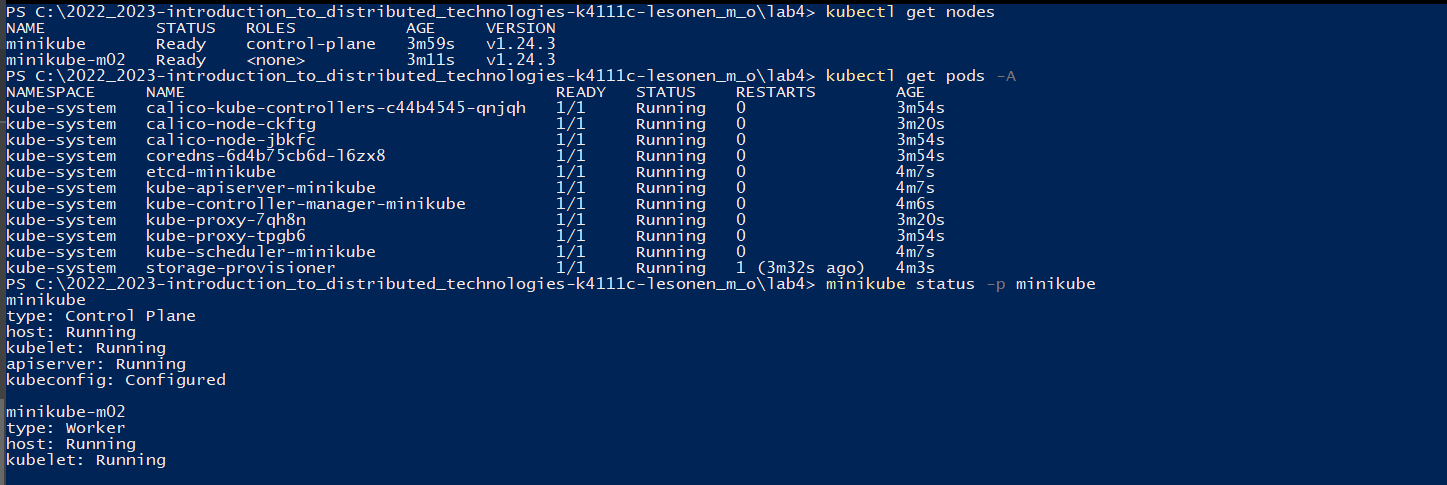 PS C:\2022_2023-introduction_to_distributed_technologies-k4111c-lesonen_m_o\lab4> kubectl get nodes
NAME           STATUS   ROLES           AGE     VERSION
minikube       Ready    control-plane   3m59s   v1.24.3
minikube-m02   Ready    <none>          3m11s   v1.24.3
PS C:\2022_2023-introduction_to_distributed_technologies-k4111c-lesonen_m_o\lab4> kubectl get pods -A
NAMESPACE     NAME                                     READY   STATUS    RESTARTS        AGE
kube-system   calico-kube-controllers-c44b4545-qnjqh   1/1     Running   0               3m54s
kube-system   calico-node-ckftg                        1/1     Running   0               3m20s
kube-system   calico-node-jbkfc                        1/1     Running   0               3m54s
kube-system   coredns-6d4b75cb6d-l6zx8                 1/1     Running   0               3m54s
kube-system   etcd-minikube                            1/1     Running   0               4m7s
kube-system   kube-apiserver-minikube                  1/1     Running   0               4m7s
kube-system   kube-controller-manager-minikube         1/1     Running   0               4m6s
kube-system   kube-proxy-7qh8n                         1/1     Running   0               3m20s
kube-system   kube-proxy-tpgb6                         1/1     Running   0               3m54s
kube-system   kube-scheduler-minikube                  1/1     Running   0               4m7s
kube-system   storage-provisioner                      1/1     Running   1 (3m32s ago)   4m3s
PS C:\2022_2023-introduction_to_distributed_technologies-k4111c-lesonen_m_o\lab4> minikube status -p minikube
minikube
type: Control Plane
host: Running
kubelet: Running
apiserver: Running
kubeconfig: Configured

minikube-m02
type: Worker
host: Running
kubelet: Running